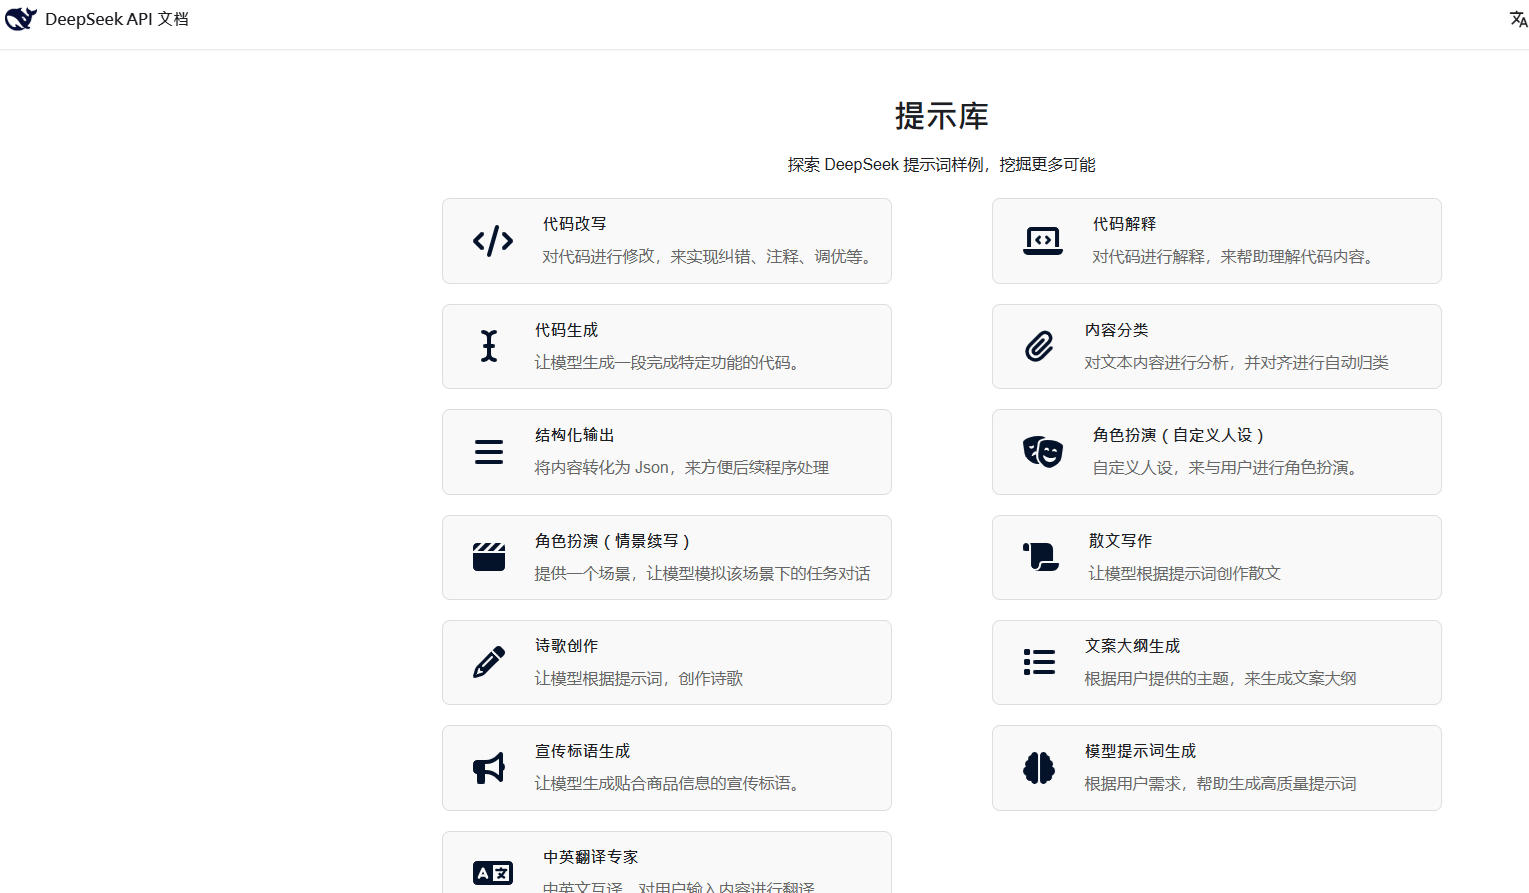 DeepSeek API 文档
提示库
探索 DeepSeek 提示词样例，挖掘更多可能
代码改写
对代码进行修改，来实现纠错、注释、调优等。
代码解释
对代码进行解释，来帮助理解代码内容。
代码生成
让模型生成一段完成特定功能的代码。
内容分类
对文本内容进行分析，并对齐进行自动归类
结构化输出
将内容转化为 Json，来方便后续程序处理
角色扮演（自定义人设）
自定义人设，来与用户进行角色扮演。
角色扮演（情景续写）
提供一个场景，让模型模拟该场景下的任务对话
散文写作
让模型根据提示词创作散文
诗歌创作
让模型根据提示词，创作诗歌
文案大纲生成
根据用户提供的主题，来生成文案大纲
宣传标语生成
让模型生成贴合商品信息的宣传标语。
模型提示词生成
根据用户需求，帮助生成高质量提示词
中英翻译专家
中英文互译，对用户输入内容进行翻译